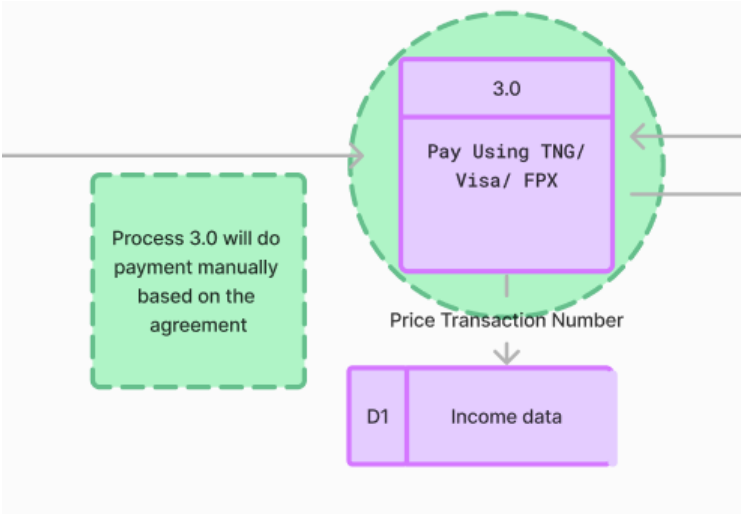 3.0
Pay Using TNG/
Visa/ FPX
Process 3.0 will do
payment manually
based on the
agreement
Price Transaction Number
D1
Income data